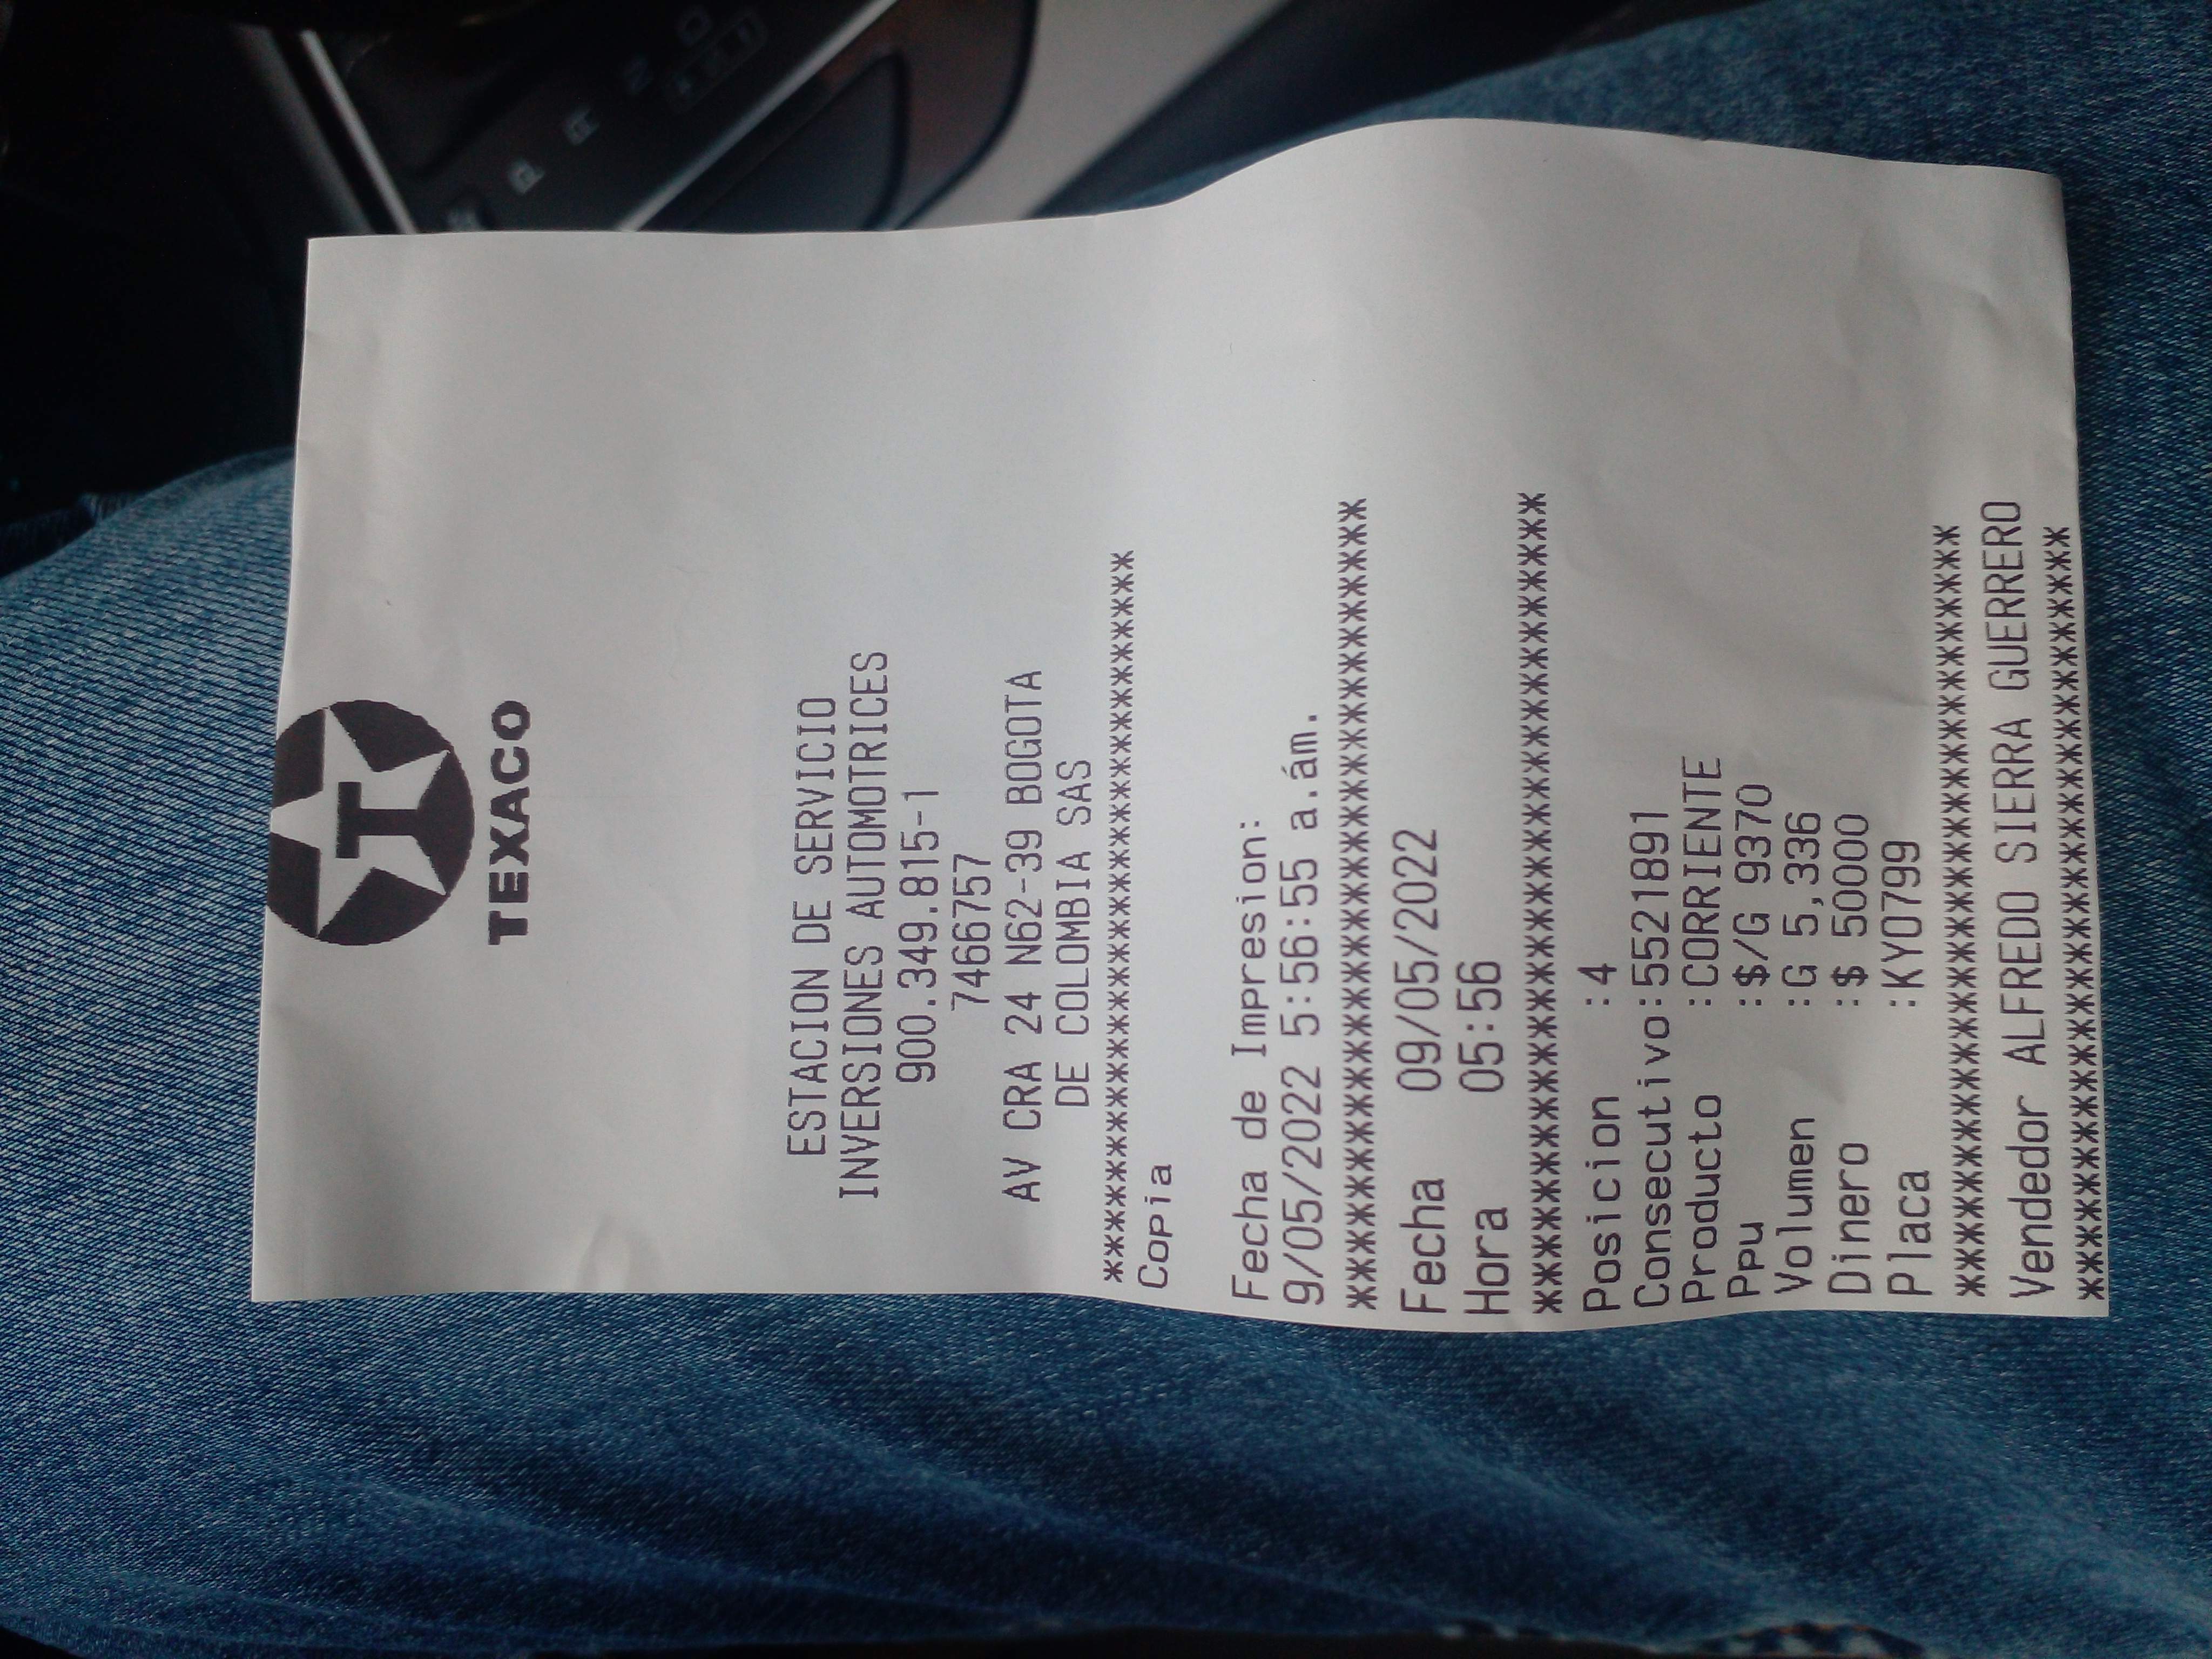 T
TEXACO
ESTACION DE SERVICIO
INVERSIONES AUTOMOTRICES
900.349.815-1
7466757
AV CRA 24 N62-39 BOGOTA
DE COLOMBIA SAS
********************************
Copia
Fecha de Impresion:
9/05/2022 5:56:55 a.ám.
********************************
Fecha 09/05/2022
Hora 05:56
********************************
Posicion :4
Consecutivo:5521891
Producto :CORRIENTE
Ppu :$/G 9370
Volumen :G 5,336
Dinero :$ 50000
Placa :KYO799
********************************
Vendedor ALFREDO SIERRA GUERRERO
********************************
P
R
N
D